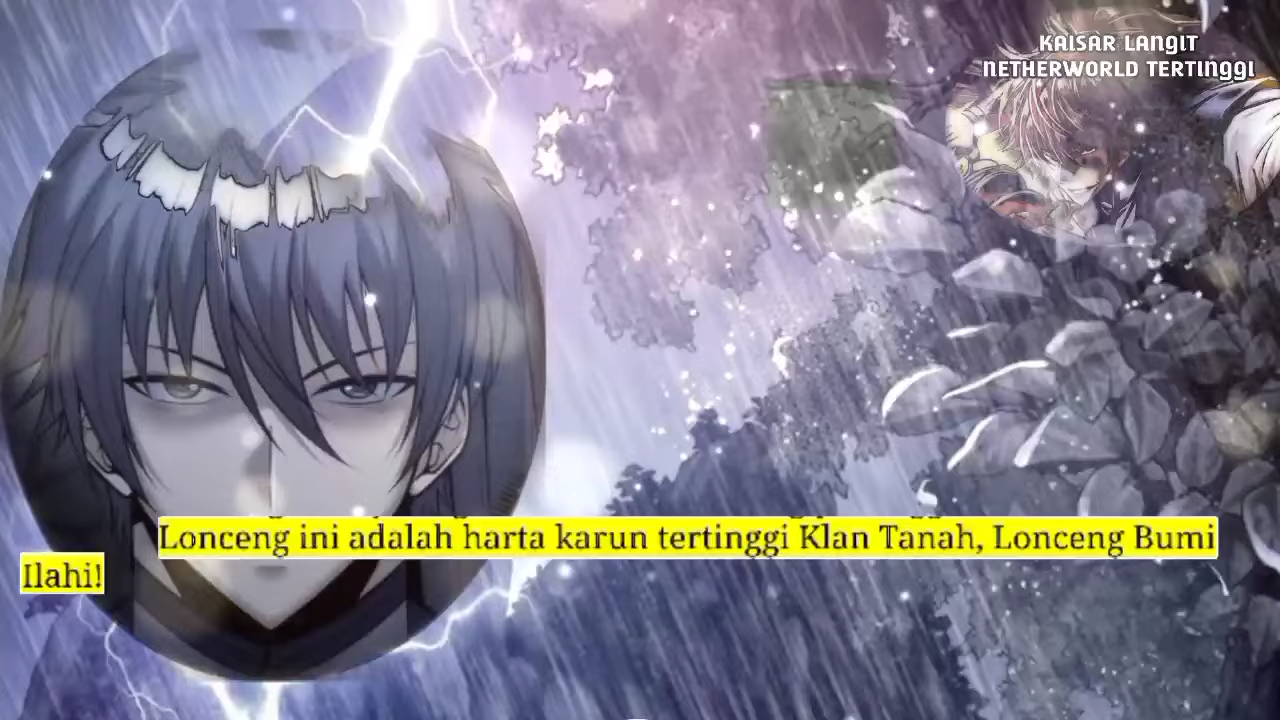 KAISAR LANGIT
NETHERWORLD TERTINGGI
Lonceng ini adalah harta karun tertinggi Klan Tanah, Lonceng Bumi
Ilahi!